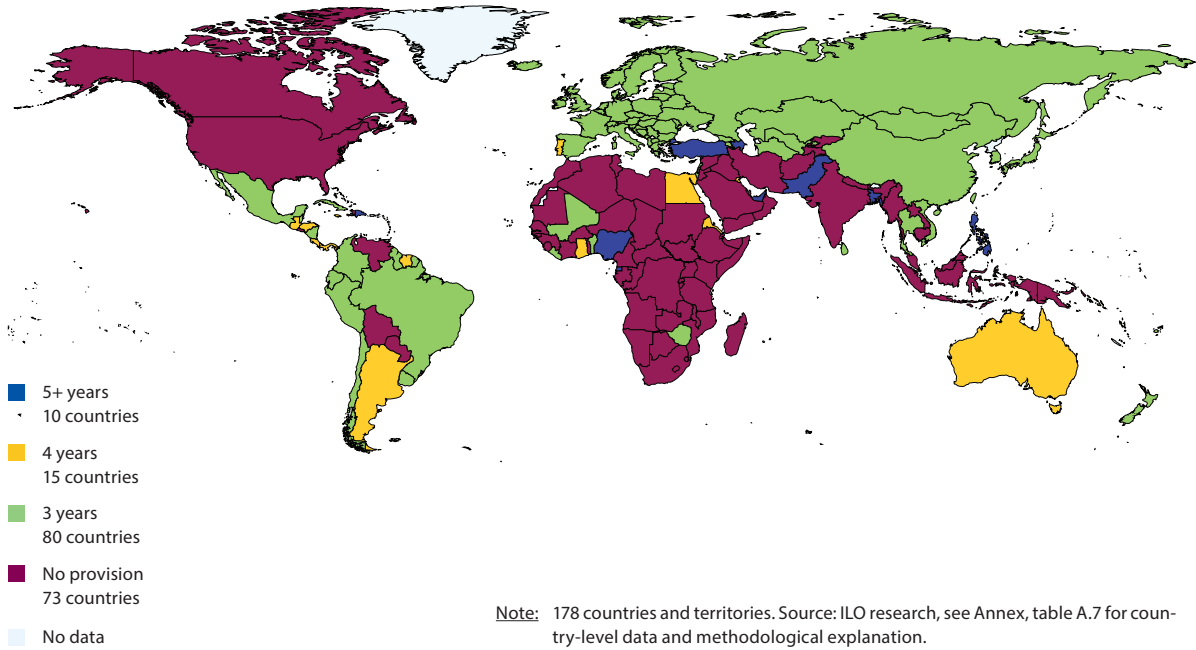 5+ years
10 countries
4 years
15 countries
3 years
80 countries
No provision
73 countries
No data
Note: 178 countries and territories. Source: ILO research, see Annex, table A.7 for coun-
try-level data and methodological explanation.